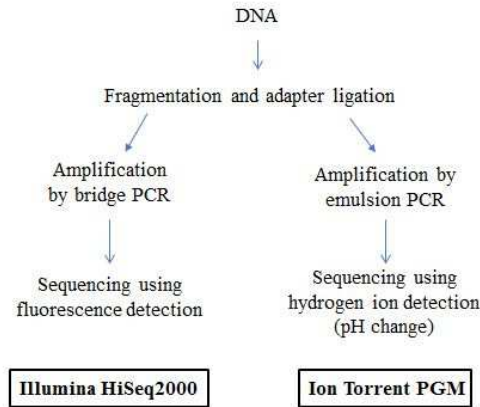 DNA
Fragmentation and adapter ligation
Amplification
by bridge PCR
Sequencing using
fluorescence detection
Illumina HiSeq2000
Amplification by
emulsion PCR
Sequencing using
hydrogen ion detection
(pH change)
Ion Torrent PGM